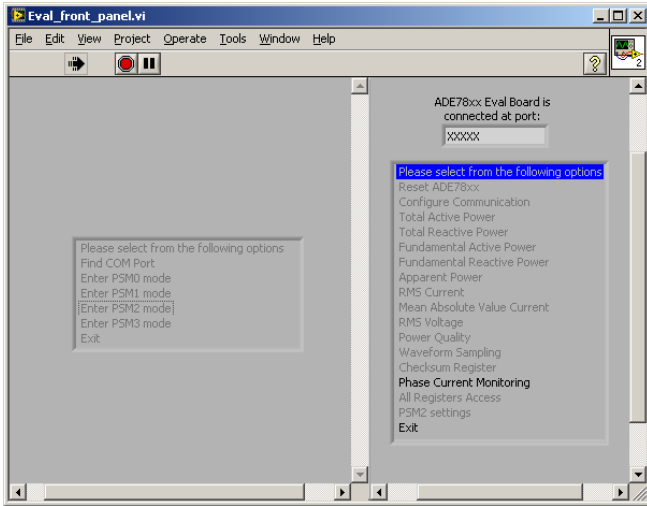 Eval_front_panel.vi
File Edit View Project Operate Tools Window Help
2
Please select from the following options
Find COM Port
Enter PSM0 mode
Enter PSM1 mode
Enter PSM2 mode
Enter PSM3 mode
Exit
ADE78xx Eval Board is
connected at port:
XXXXX
Please select from the following options
Reset ADE78xx
Configure Communication
Total Active Power
Total Reactive Power
Fundamental Active Power
Fundamental Reactive Power
Apparent Power
RMS Current
Mean Absolute Value Current
RMS Voltage
Power Quality
Waveform Sampling
Checksum Register
Phase Current Monitoring
All Registers Access
PSM2 settings
Exit